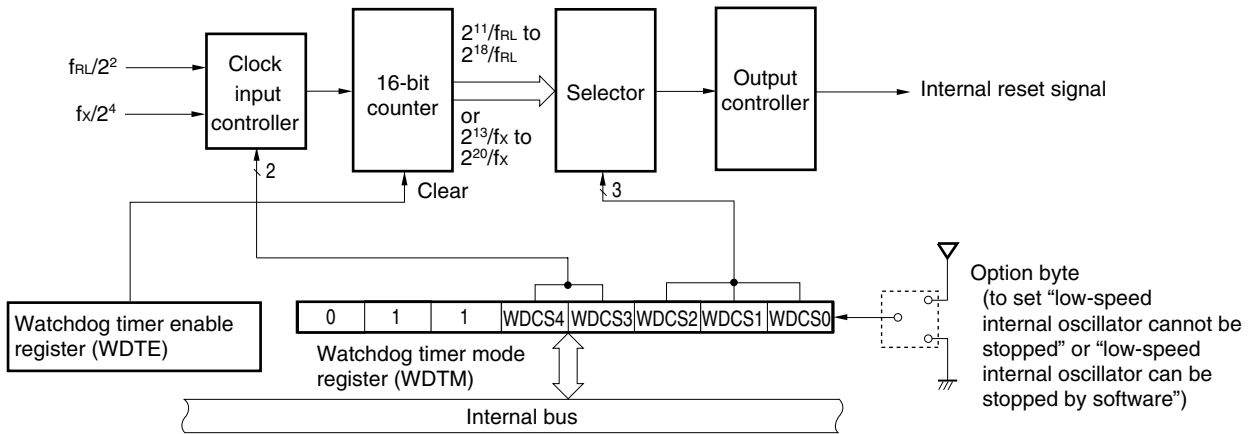 fRL/2²
fX/2⁴
Clock
input
controller
2
16-bit
counter
Clear
2¹¹/fRL to
2¹⁸/fRL
or
2¹³/fX to
2²⁰/fX
Selector
3
Output
controller
Internal reset signal
Watchdog timer enable
register (WDTE)
0 1 1 WDCS4 WDCS3 WDCS2 WDCS1 WDCS0
Watchdog timer mode
register (WDTM)
Internal bus
Option byte
(to set “low-speed
internal oscillator cannot be
stopped” or “low-speed
internal oscillator can be
stopped by software”)